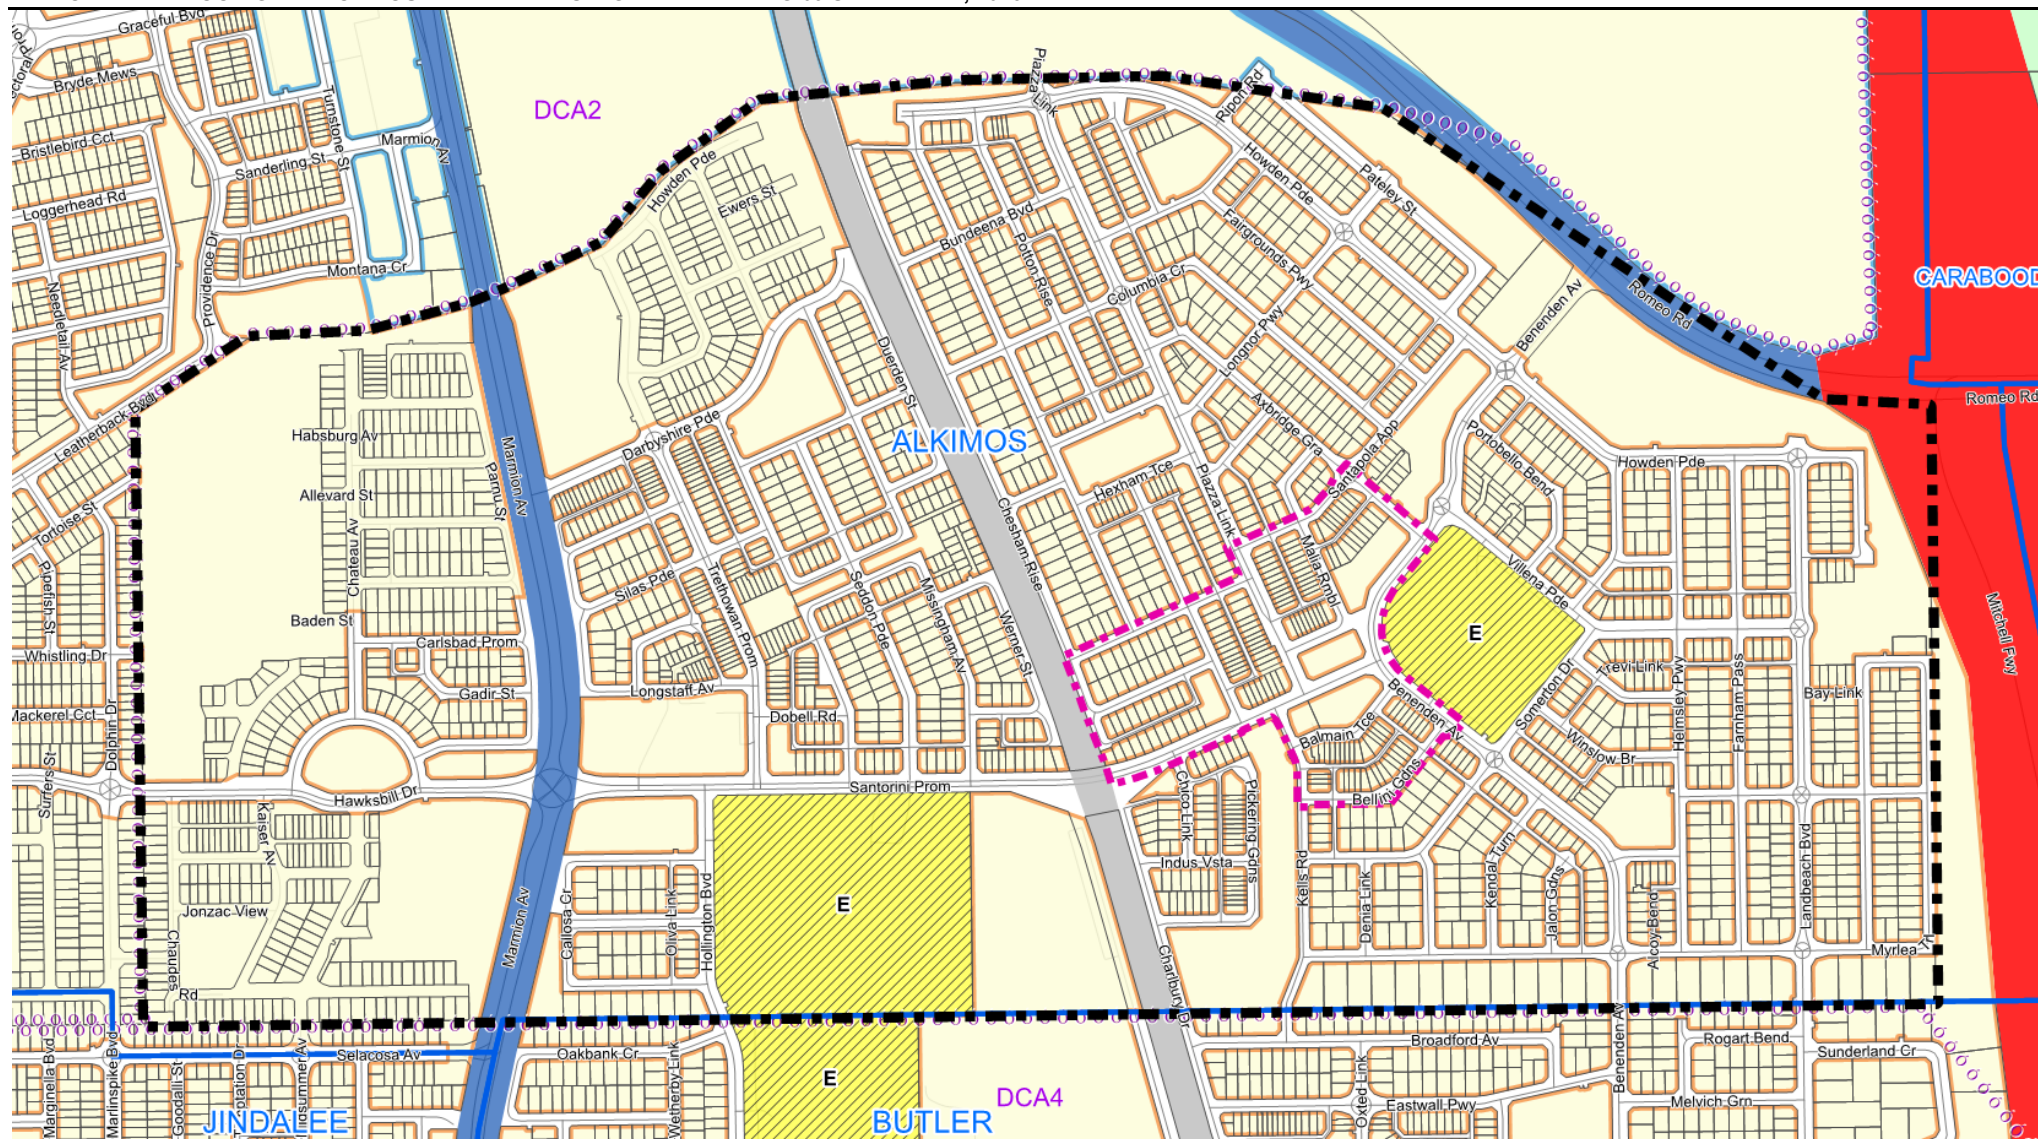 Graceful Bvd
Bryde Mews
Turnstone St
Bristlebird Cct
Sanderling St
Marmion Av
Loggerhead Rd
Providence Dr
Montana Cr
Needletail Av
DCA2
Piazza Link
Ripon Rd
Howden Pde
Ewers St
Howden Pde
Pateley St
Bundeena Bvd
Potton Rise
Fairgrounds Pwy
Columbia Cr
CARABOOD
Romeo Rd
Benenden Av
Longnor Pwy
Duerden St
Romeo Rd
Leatherback Bvd
Habsburg Av
Darbyshire Pde
ALKIMOS
Axbridge Gra
Santapola App
Portobello Bend
Howden Pde
Marmion Av
Parnu St
Allevard St
Hexham Tce
Piazza Link
Tortoise St
Chateau Av
Chesham Rise
Malia Rmbl
Villena Pde
Pipefish St
Silas Pde
Trethowan Prom
Seddon Pde
Missingham Av
Werner St
Mitchell Fwy
Baden St
Carlsbad Prom
E
Whistling Dr
Gadir St
Longstaff Av
Trevi Link
Helmsley Pwy
Farnham Pass
Bay Link
Mackerel Cct
Dolphin Dr
Dobell Rd
Benenden Av
Somerton Dr
Balmain Tce
Winslow Br
Surfers St
Hawksbill Dr
Santorini Prom
Chico Link
Pickering Gdns
Bellini Gdns
Kaiser Av
Indus Vsta
Kells Rd
Denia Link
Kendal Turn
Jalon Gdns
Landbeach Bvd
Jonzac View
Marmion Av
Callosa Cr
Oliva Link
Hollington Bvd
E
Alcoy Bend
Myrlea Trl
Rd
Charlbury Dr
Benenden Av
Marginella Bvd
Marlinspike Bvd
Goodall St
Selacosa Av
Oakbank Cr
Wetherby Link
E
DCA4
Broadford Av
Oxted Link
Rogart Bend
Sunderland Cr
Eastwall Pwy
Melvich Grn
JINDALEE
BUTLER